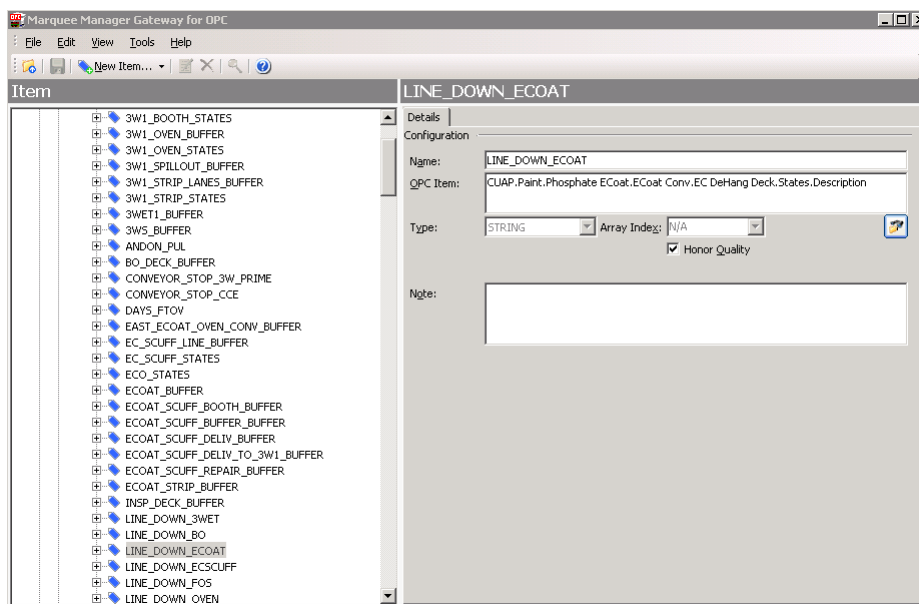 Marquee Manager Gateway for OPC
File Edit View Tools Help
New Item...
Item
LINE_DOWN_ECOAT
3W1_BOOTH_STATES
3W1_OVEN_BUFFER
3W1_OVEN_STATES
3W1_SPILLOUT_BUFFER
3W1_STRIP_LANES_BUFFER
3W1_STRIP_STATES
3WET1_BUFFER
3WS_BUFFER
ANDON_PUL
BO_DECK_BUFFER
CONVEYOR_STOP_3W_PRIME
CONVEYOR_STOP_CCE
DAYS_FTOV
EAST_ECOAT_OVEN_CONV_BUFFER
EC_SCUFF_LINE_BUFFER
EC_SCUFF_STATES
ECO_STATES
ECOAT_BUFFER
ECOAT_SCUFF_BOOTH_BUFFER
ECOAT_SCUFF_BUFFER_BUFFER
ECOAT_SCUFF_DELIV_BUFFER
ECOAT_SCUFF_DELIV_TO_3W1_BUFFER
ECOAT_SCUFF_REPAIR_BUFFER
ECOAT_STRIP_BUFFER
INSP_DECK_BUFFER
LINE_DOWN_3WET
LINE_DOWN_BO
LINE_DOWN_ECOAT
LINE_DOWN_ECSCUFF
LINE_DOWN_FOS
LINE_DOWN_OVEN
Details
Configuration
Name: LINE_DOWN_ECOAT
OPC Item: CUAP.Paint.Phosphate ECoat.ECoat Conv.EC DeHang Deck.States.Description
Type: STRING Array Index: N/A
Honor Quality
Note: